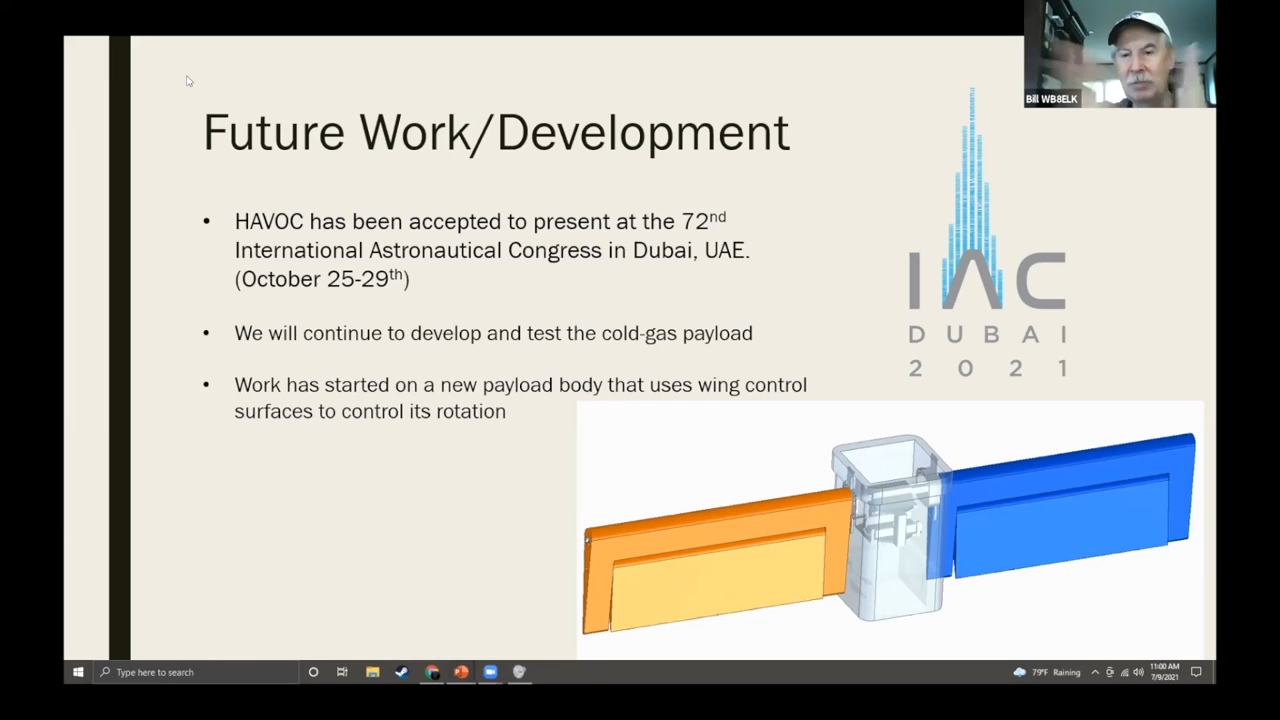 Bill WB8ELK
Future Work/Development
• HAVOC has been accepted to present at the 72nd
International Astronautical Congress in Dubai, UAE.
(October 25-29th)
• We will continue to develop and test the cold-gas payload
• Work has started on a new payload body that uses wing control
surfaces to control its rotation
IAC
DUBAI
2021
Type here to search
79°F Raining
11:00 AM
7/9/2021